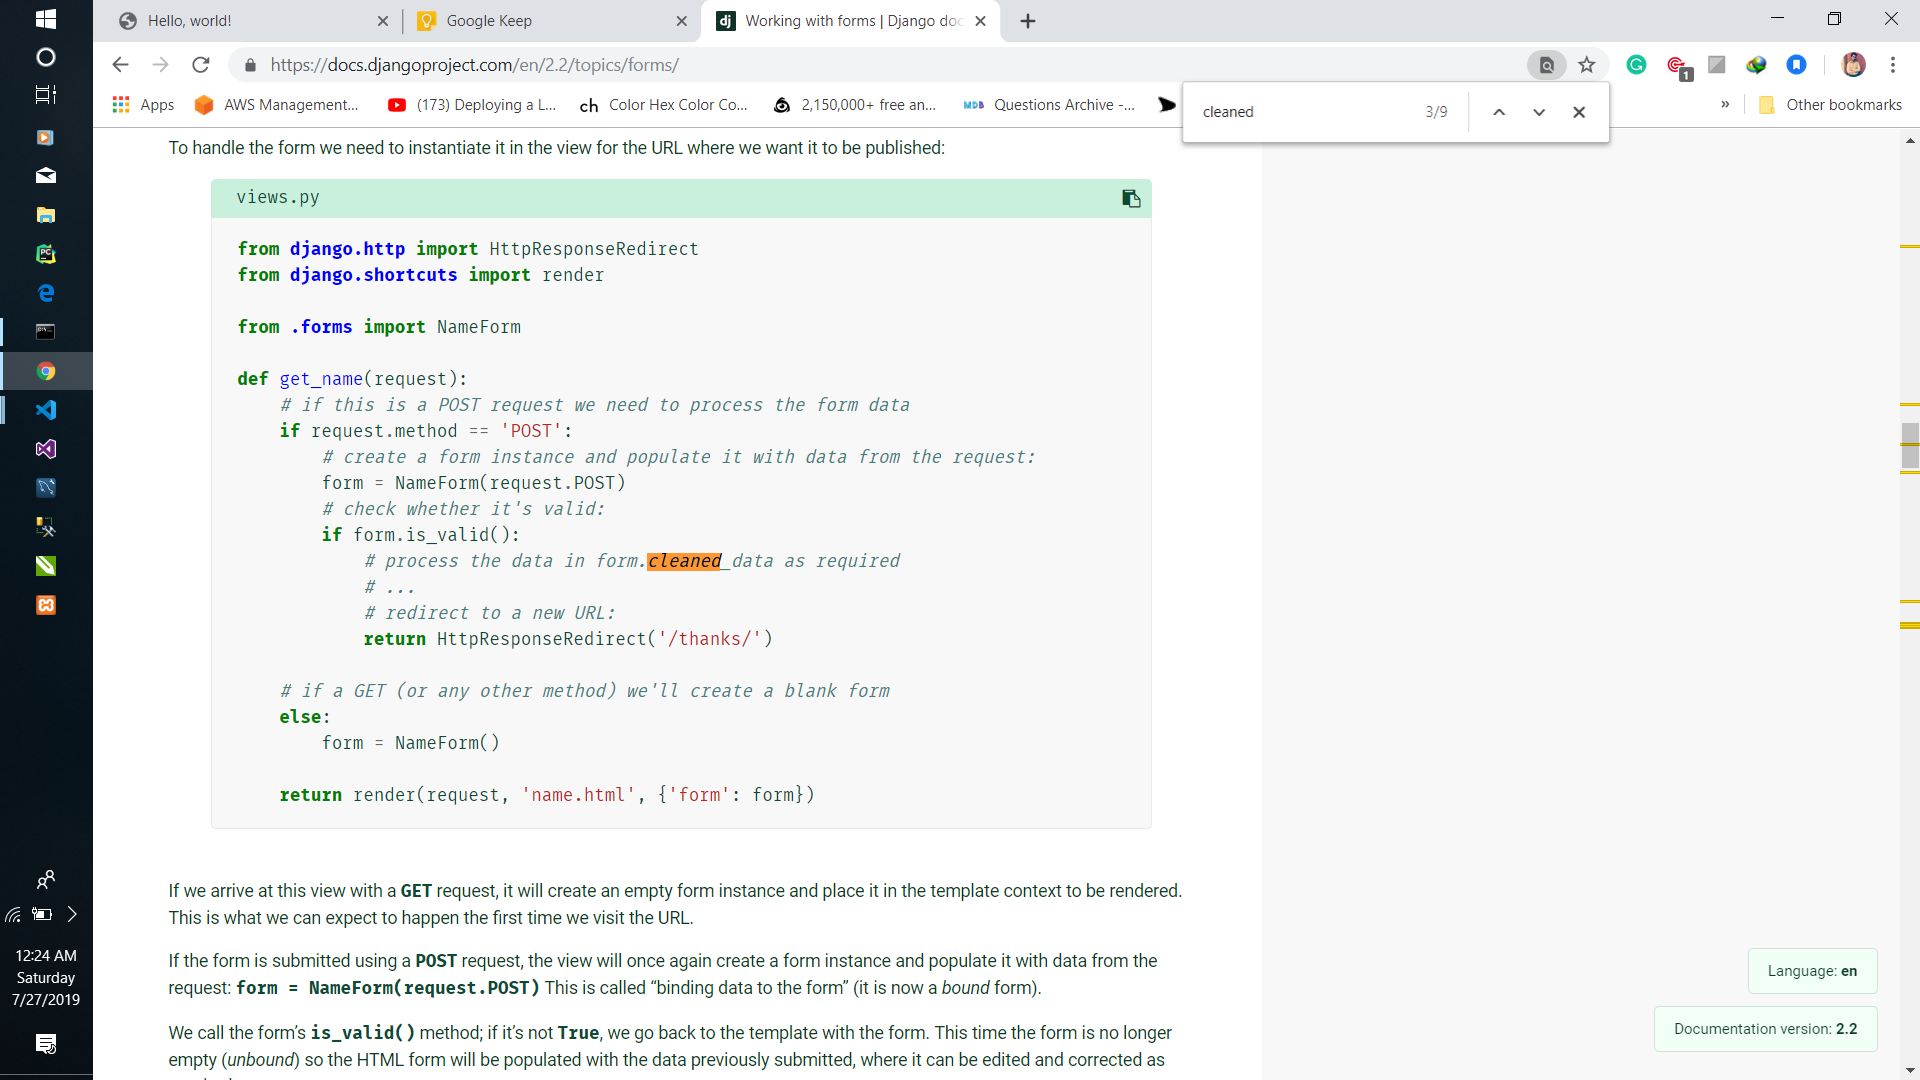 Hello, world!
Google Keep
Working with forms | Django doc
https://docs.djangoproject.com/en/2.2/topics/forms/
1
Apps
AWS Management...
(173) Deploying a L...
ch Color Hex Color Co...
2,150,000+ free an...
MDB Questions Archive -...
»
Other bookmarks
cleaned
3/9
To handle the form we need to instantiate it in the view for the URL where we want it to be published:
views.py
from django.http import HttpResponseRedirect
from django.shortcuts import render
from .forms import NameForm
def get_name(request):
# if this is a POST request we need to process the form data
if request.method == 'POST':
# create a form instance and populate it with data from the request:
form = NameForm(request.POST)
# check whether it's valid:
if form.is_valid():
# process the data in form.cleaned_data as required
# ...
# redirect to a new URL:
return HttpResponseRedirect('/thanks/')
# if a GET (or any other method) we'll create a blank form
else:
form = NameForm()
return render(request, 'name.html', {'form': form})
If we arrive at this view with a GET request, it will create an empty form instance and place it in the template context to be rendered.
This is what we can expect to happen the first time we visit the URL.
If the form is submitted using a POST request, the view will once again create a form instance and populate it with data from the
request: form = NameForm(request.POST) This is called “binding data to the form” (it is now a bound form).
We call the form’s is_valid() method; if it’s not True, we go back to the template with the form. This time the form is no longer
empty (unbound) so the HTML form will be populated with the data previously submitted, where it can be edited and corrected as
Language: en
Documentation version: 2.2
12:24 AM
Saturday
7/27/2019